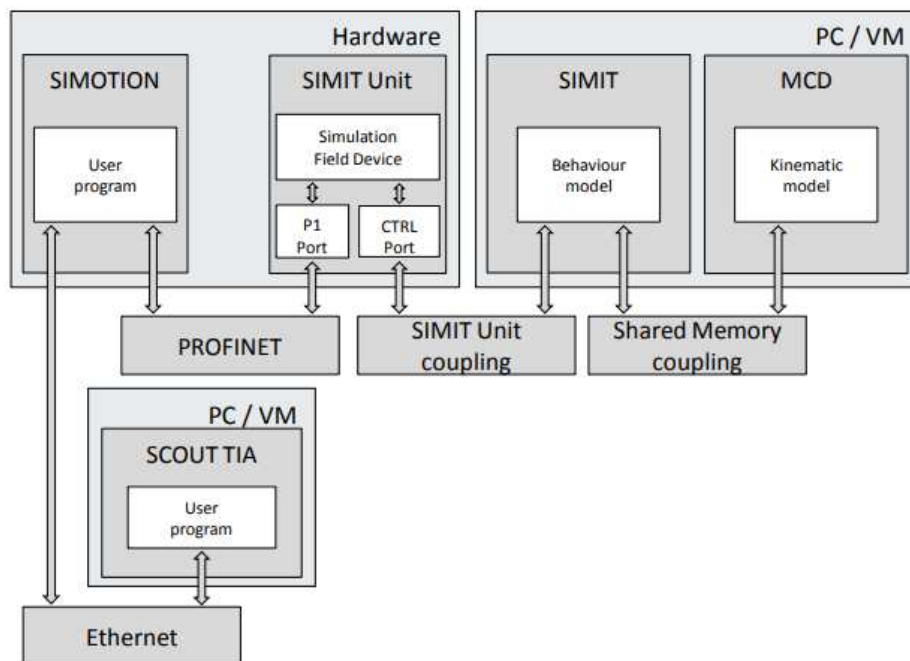 Hardware
PC / VM
SIMOTION
SIMIT Unit
SIMIT
MCD
User
program
Simulation
Field Device
P1
Port
CTRL
Port
Behaviour
model
Kinematic
model
PROFINET
SIMIT Unit
coupling
Shared Memory
coupling
PC / VM
SCOUT TIA
User
program
Ethernet